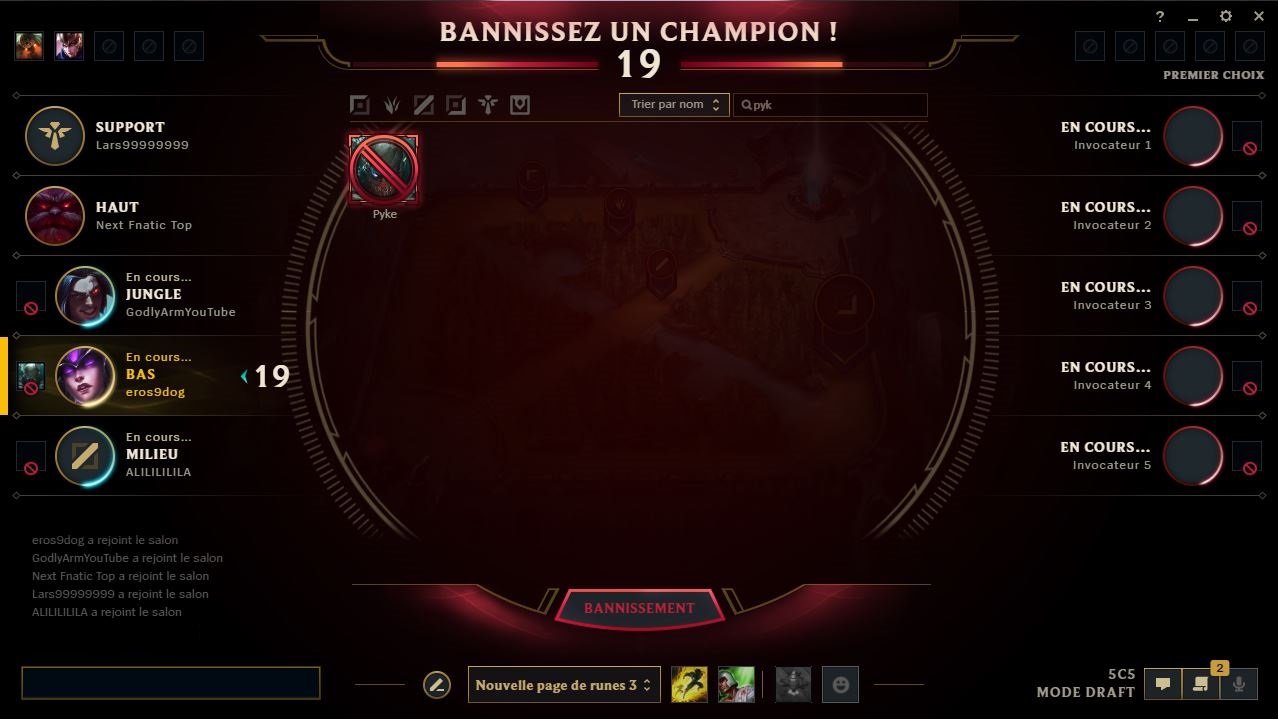 BANNISSEZ UN CHAMPION !
19
?
PREMIER CHOIX
Trier par nom
pyk
Pyke
SUPPORT
Lars99999999
HAUT
Next Fnatic Top
En cours...
JUNGLE
GodlyArmYouTube
En cours...
BAS
eros9dog
19
En cours...
MILIEU
ALILILILILA
EN COURS...
Invocateur 1
EN COURS...
Invocateur 2
EN COURS...
Invocateur 3
EN COURS...
Invocateur 4
EN COURS...
Invocateur 5
eros9dog a rejoint le salon
GodlyArmYouTube a rejoint le salon
Next Fnatic Top a rejoint le salon
Lars99999999 a rejoint le salon
ALILILILILA a rejoint le salon
BANNISSEMENT
Nouvelle page de runes 3
5C5
MODE DRAFT
2